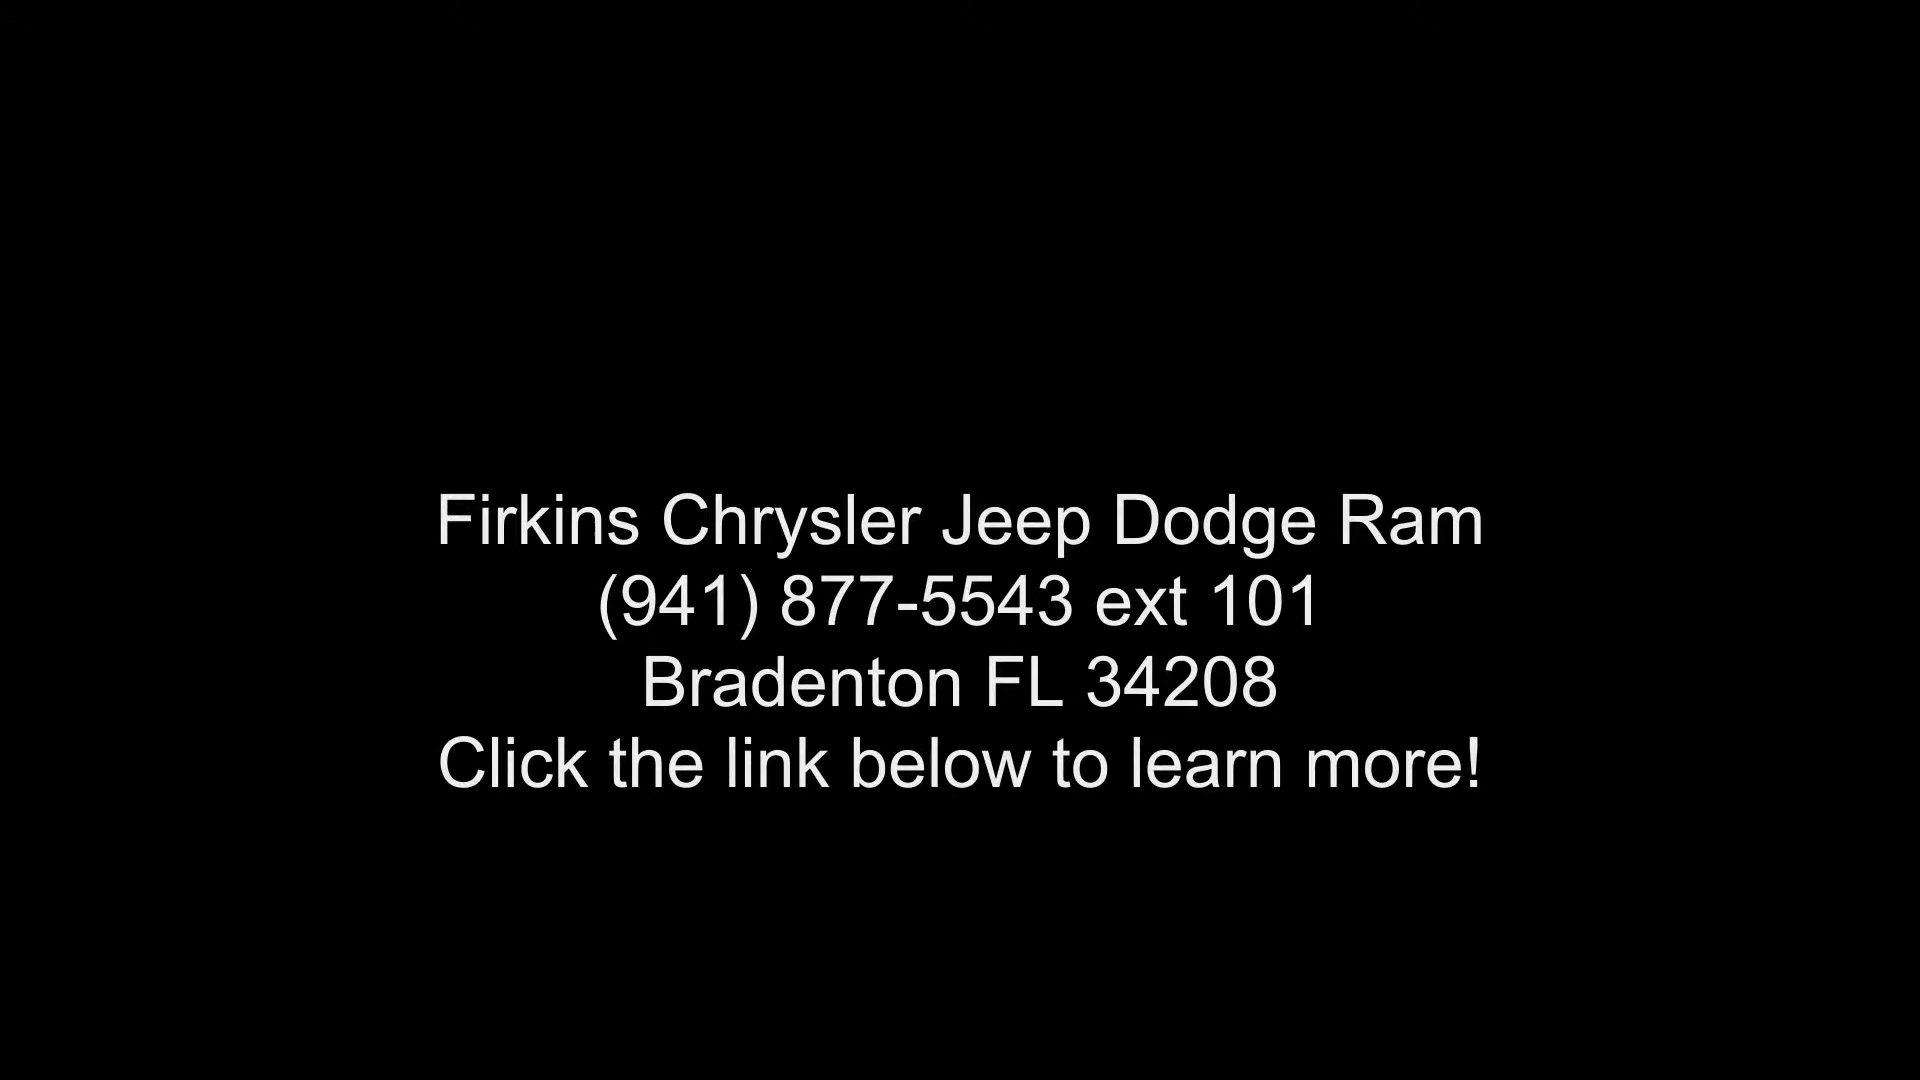 Firkins Chrysler Jeep Dodge Ram
(941) 877-5543 ext 101
Bradenton FL 34208
Click the link below to learn more!